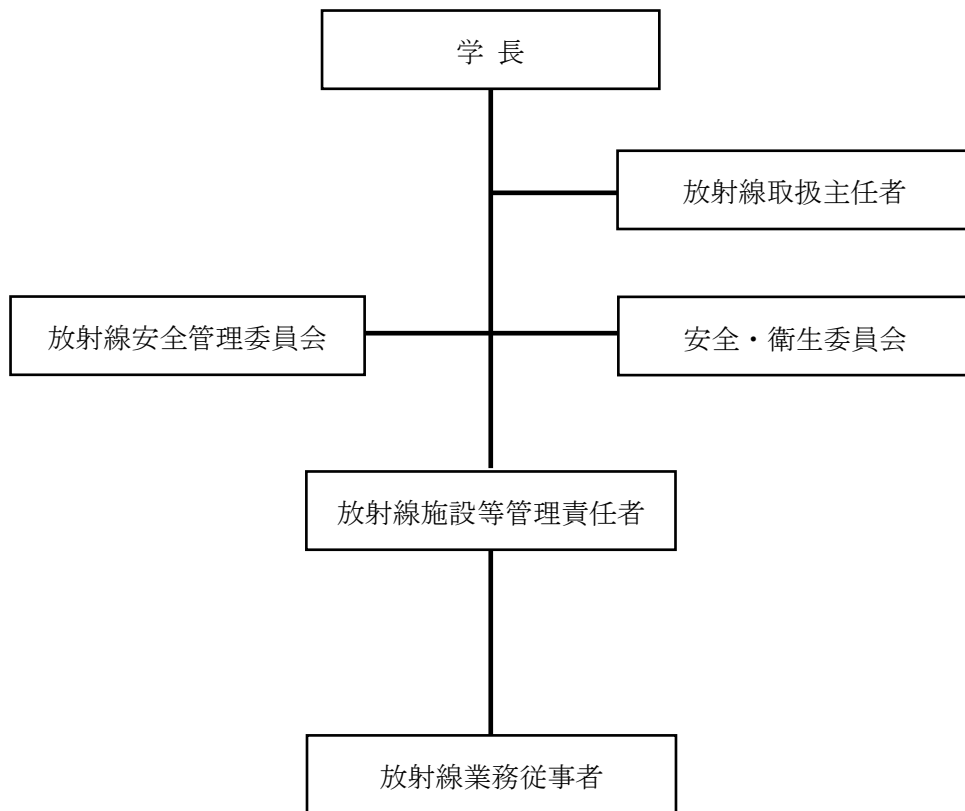 学 長
放射線取扱主任者
放射線安全管理委員会
安全・衛生委員会
放射線施設等管理責任者
放射線業務従事者